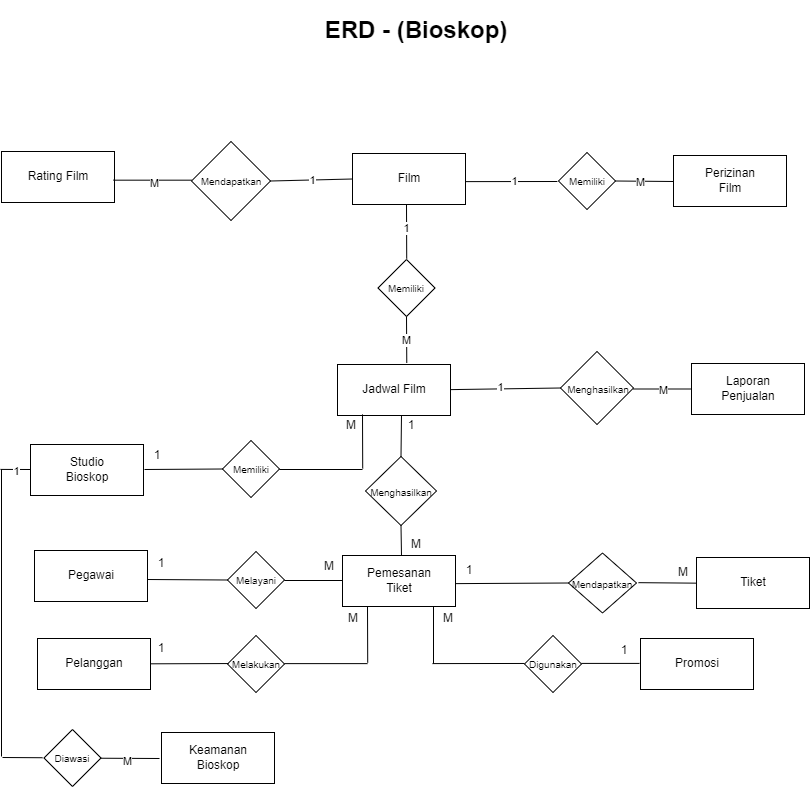 ERD - (Bioskop)
Rating Film
M
Mendapatkan
1
Film
1
Memiliki
M
Perizinan
Film
1
Memiliki
M
Jadwal Film
1
Menghasilkan
M
Laporan
Penjualan
M
1
1
Studio
Bioskop
1
Memiliki
Menghasilkan
M
Pegawai
1
Melayani
M
Pemesanan
Tiket
1
Mendapatkan
M
Tiket
M
M
Pelanggan
1
Melakukan
Digunakan
1
Promosi
Diawasi
M
Keamanan
Bioskop